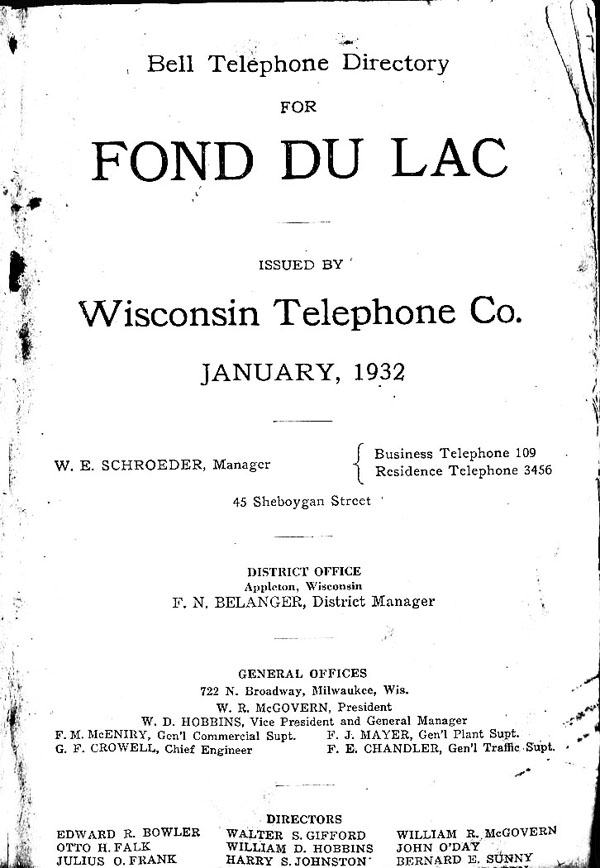 Bell Telephone Directory
FOR
FOND DU LAC
ISSUED BY
Wisconsin Telephone Co.
JANUARY, 1932
W. E. SCHROEDER, Manager
Business Telephone 109
Residence Telephone 3456
45 Sheboygan Street
DISTRICT OFFICE
Appleton, Wisconsin
F. N. BELANGER, District Manager
GENERAL OFFICES
722 N. Broadway, Milwaukee, Wis.
W. R. McGOVERN, President
W. D. HOBBINS, Vice President and General Manager
F. M. McENIRY, Gen'l Commercial Supt. F. J. MAYER, Gen'l Plant Supt.
G. F. CROWELL, Chief Engineer F. E. CHANDLER, Gen'l Traffic Supt.
DIRECTORS
EDWARD R. BOWLER WALTER S. GIFFORD WILLIAM R. McGOVERN
OTTO H. FALK WILLIAM D. HOBBINS JOHN O'DAY
JULIUS O. FRANK HARRY S. JOHNSTON BERNARD E. SUNNY